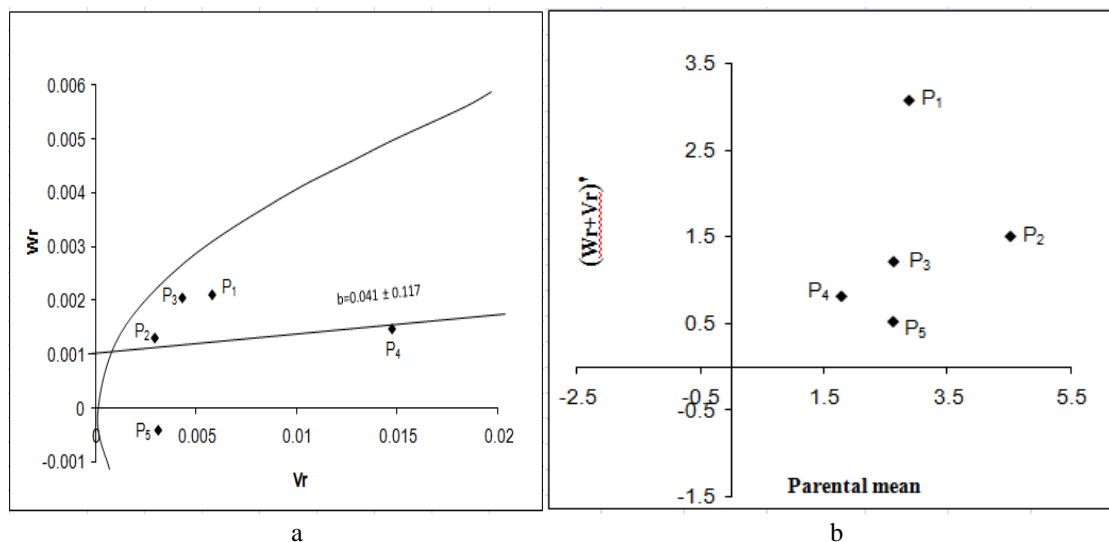 0.006
0.005
0.004
0.003
0.002
0.001
0
-0.001
Wr
P3
P1
P2
P4
P5
b=0.041 ± 0.117
0
0.005
0.01
0.015
0.02
Vr
a
3.5
2.5
1.5
0.5
-0.5
-1.5
(Wr+Vr)'
P1
P2
P3
P4
P5
-2.5
-0.5
1.5
3.5
5.5
Parental mean
b